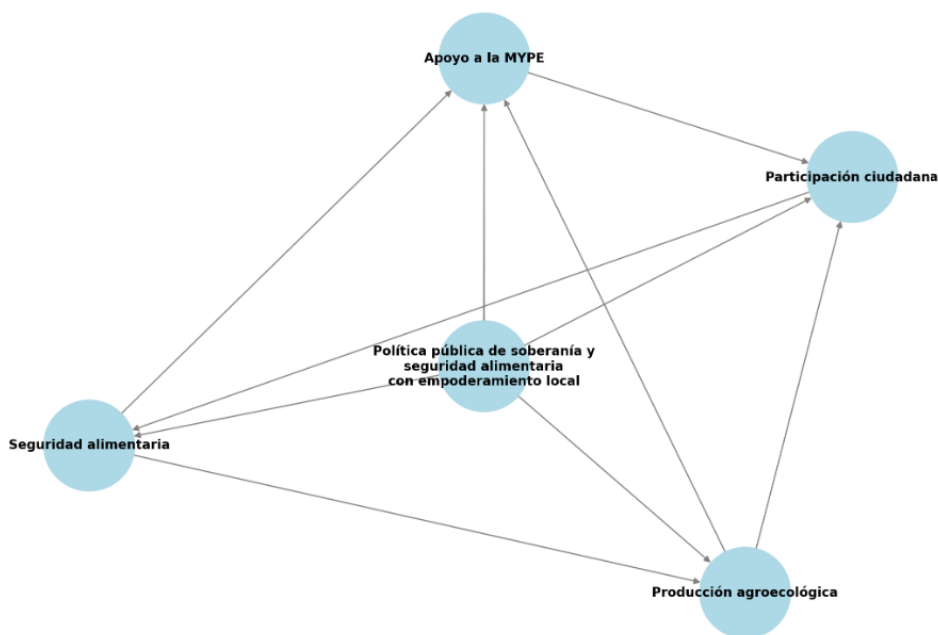 Apoyo a la MYPE
Participación ciudadana
Política pública de soberanía y
seguridad alimentaria
con empoderamiento local
Seguridad alimentaria
Producción agroecológica